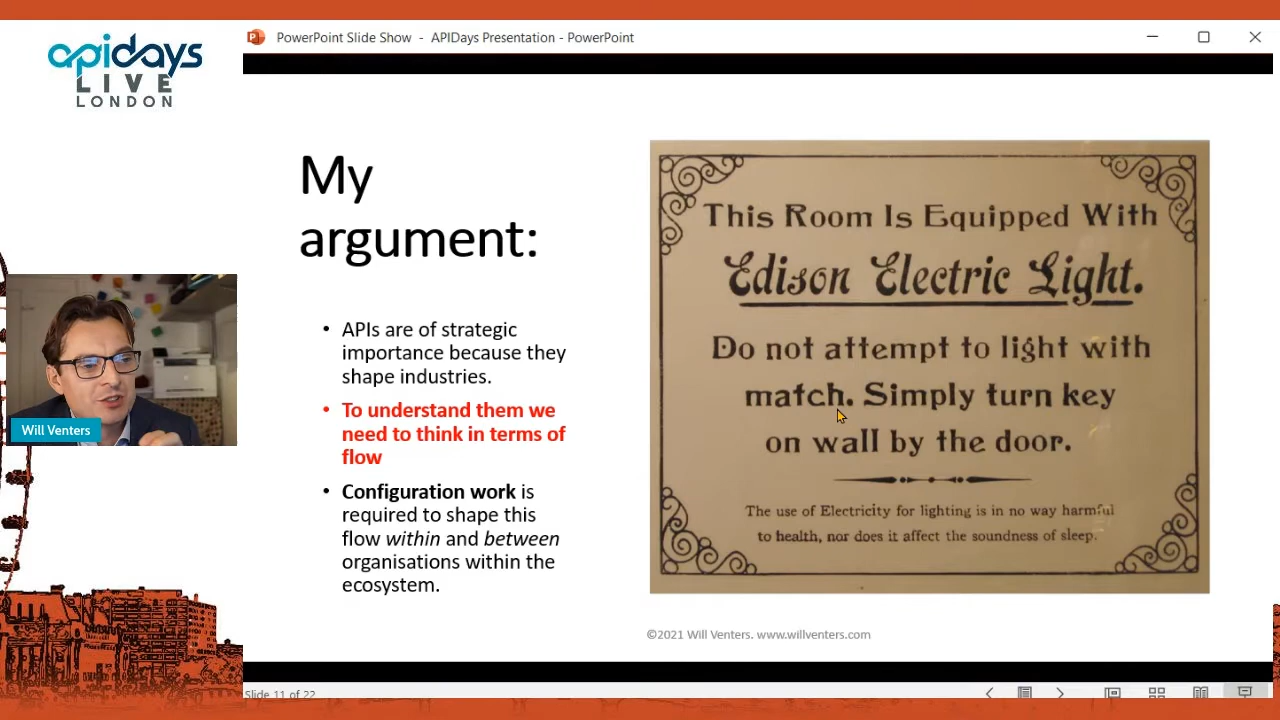 apidays
LIVE
LONDON
PowerPoint Slide Show - APIDays Presentation - PowerPoint
My
argument:
• APIs are of strategic
importance because they
shape industries.
• To understand them we
need to think in terms of
flow
• Configuration work is
required to shape this
flow within and between
organisations within the
ecosystem.
This Room Is Equipped With
Edison Electric Light.
Do not attempt to light with
match. Simply turn key
on wall by the door.
The use of Electricity for lighting is in no way harmful
to health, nor does it affect the soundness of sleep.
©2021 Will Venters. www.willventers.com
Will Venters
Slide 11 of 22